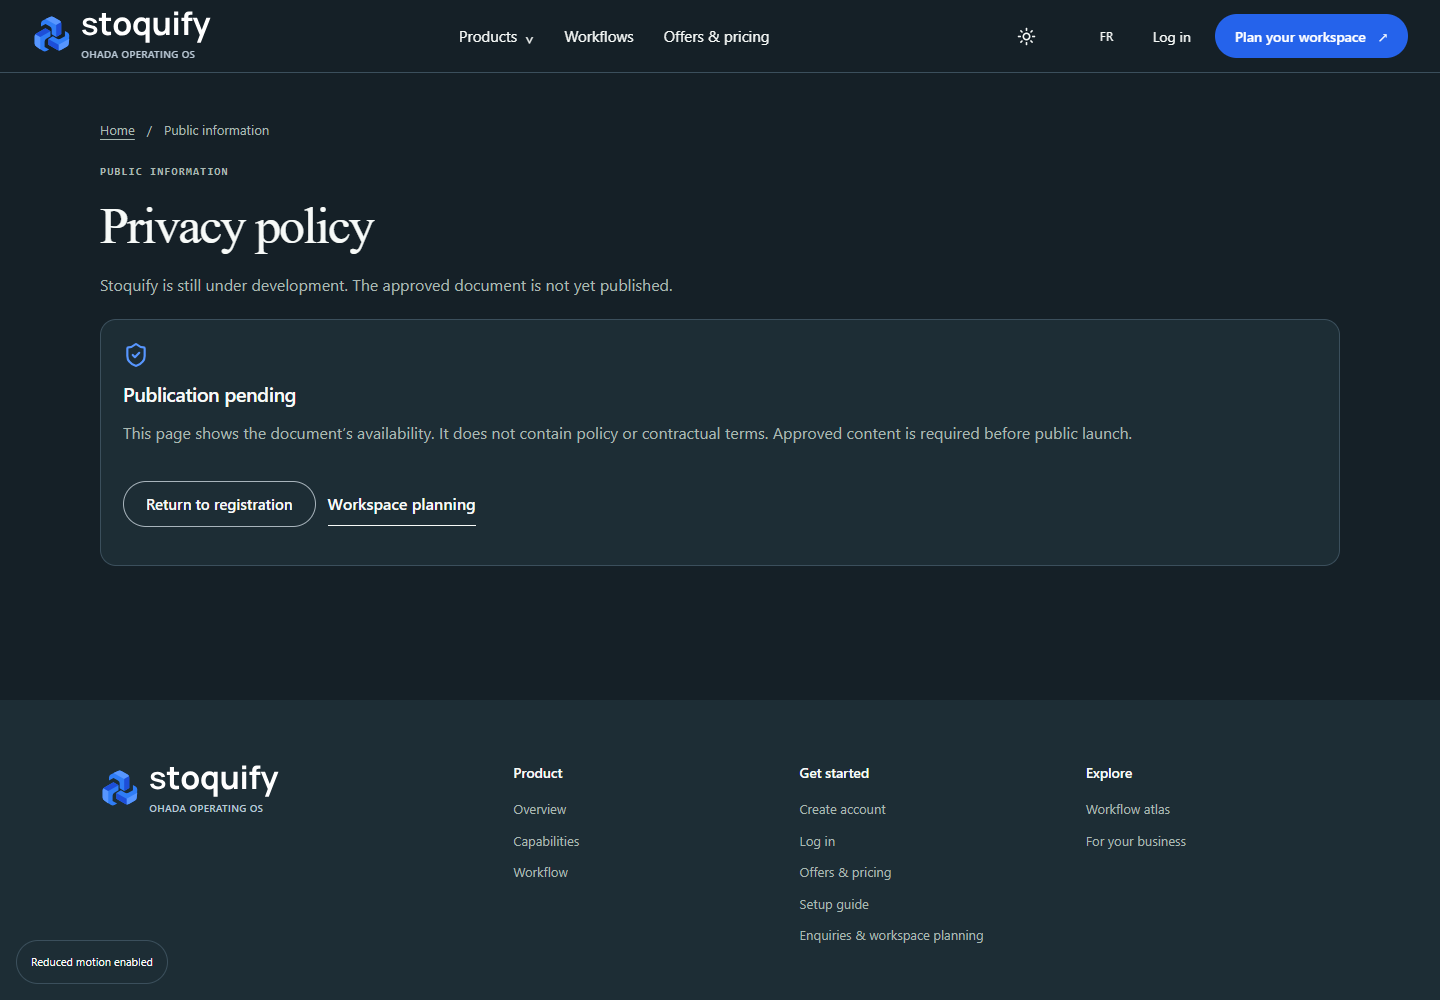 stoquify
OHADA OPERATING OS
Products
Workflows
Offers & pricing
FR
Log in
Plan your workspace ↗
Home / Public information
PUBLIC INFORMATION
Privacy policy
Stoquify is still under development. The approved document is not yet published.
Publication pending
This page shows the document's availability. It does not contain policy or contractual terms. Approved content is required before public launch.
Return to registration
Workspace planning
stoquify
OHADA OPERATING OS
Product
Overview
Capabilities
Workflow
Get started
Create account
Log in
Offers & pricing
Setup guide
Enquiries & workspace planning
Explore
Workflow atlas
For your business
Reduced motion enabled